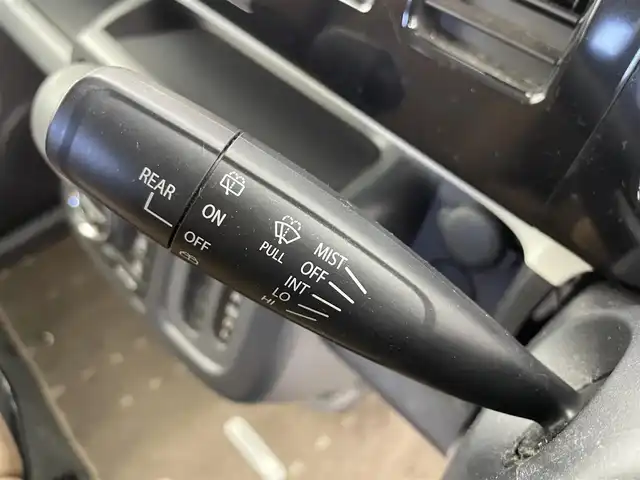 REAR
ON
OFF
PULL
MIST
OFF
INT
LO
HI